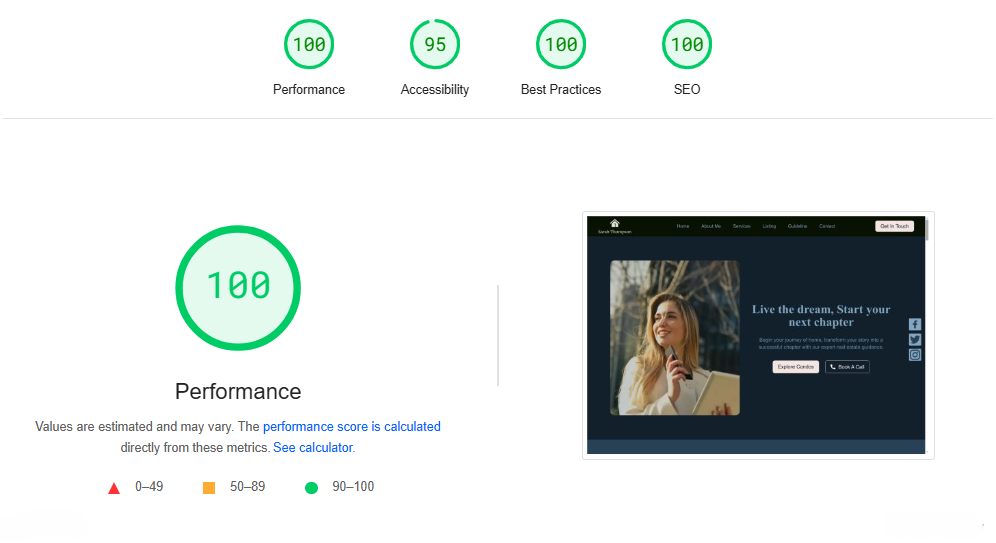 100
95
100
100
Performance
Accessibility
Best Practices
SEO
100
Performance
Values are estimated and may vary. The performance score is calculated
directly from these metrics. See calculator.
0–49
50–89
90–100
Sarah Thompson
Home
About Me
Services
Listing
Guideline
Contact
Get In Touch
Live the dream, Start your
next chapter
Begin your journey of home, transform your story into a
successful chapter with our expert real estate guidance.
Explore Condos
Book A Call